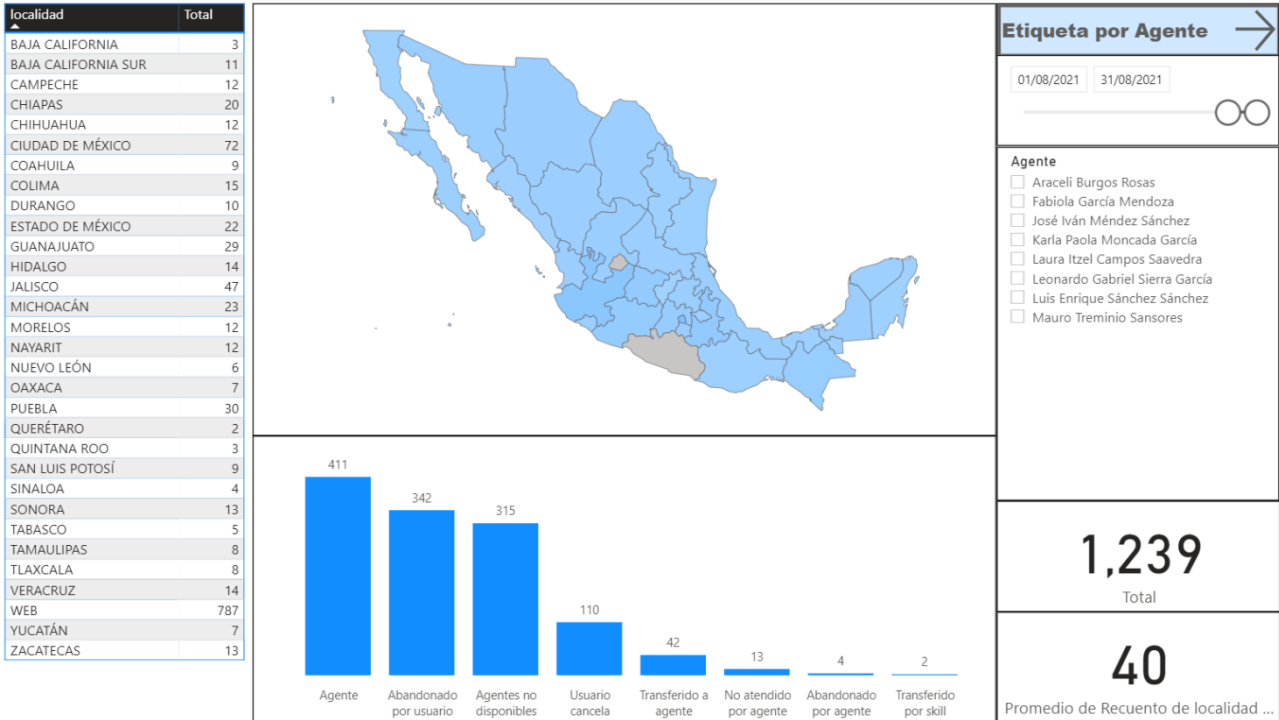 localidad Total
BAJA CALIFORNIA 3
BAJA CALIFORNIA SUR 11
CAMPECHE 12
CHIAPAS 20
CHIHUAHUA 12
CIUDAD DE MÉXICO 72
COAHUILA 9
COLIMA 15
DURANGO 10
ESTADO DE MÉXICO 22
GUANAJUATO 29
HIDALGO 14
JALISCO 47
MICHOACÁN 23
MORELOS 12
NAYARIT 12
NUEVO LEÓN 6
OAXACA 7
PUEBLA 30
QUERÉTARO 2
QUINTANA ROO 3
SAN LUIS POTOSÍ 9
SINALOA 4
SONORA 13
TABASCO 5
TAMAULIPAS 8
TLAXCALA 8
VERACRUZ 14
WEB 787
YUCATÁN 7
ZACATECAS 13
411
342
315
110
42
13
4
2
Agente
Abandonado
por usuario
Agentes no
disponibles
Usuario
cancela
Transferido a
agente
No atendido
por agente
Abandonado
por agente
Transferido
por skill
Etiqueta por Agente
01/08/2021 31/08/2021
Agente
Araceli Burgos Rosas
Fabiola García Mendoza
José Iván Méndez Sánchez
Karla Paola Moncada García
Laura Itzel Campos Saavedra
Leonardo Gabriel Sierra García
Luis Enrique Sánchez Sánchez
Mauro Treminio Sansores
1,239
Total
40
Promedio de Recuento de localidad ...